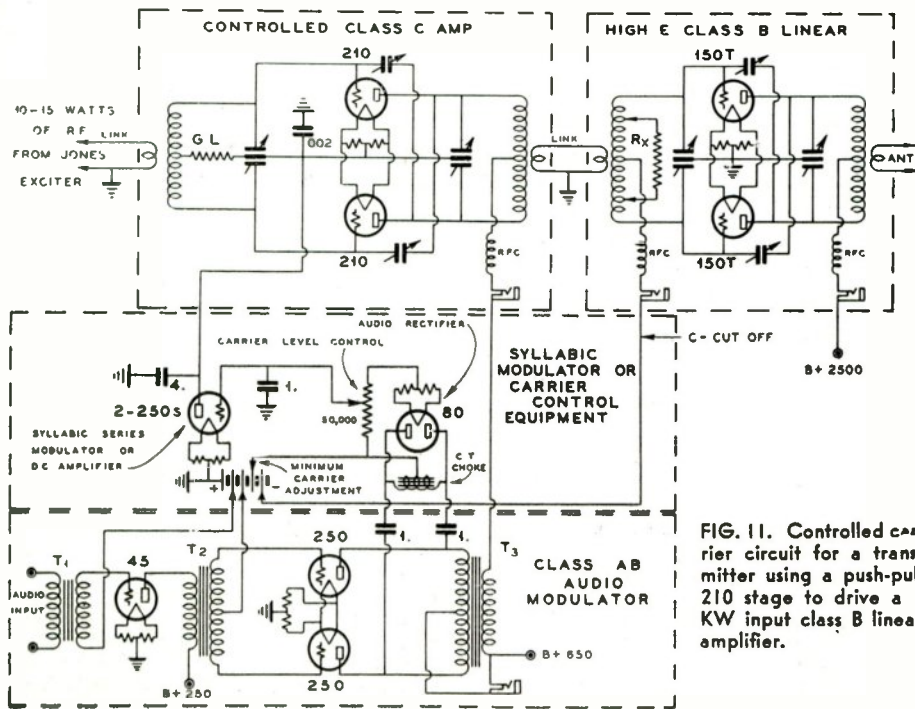 CONTROLLED CLASS C AMP
HIGH E CLASS B LINEAR
210
150T
10-15 WATTS
OF RF
FROM JONES
EXCITER
LINK
GL
.002
LINK
RX
ANT
210
RFC
RFC
150T
RFC
AUDIO RECTIFIER
CARRIER LEVEL CONTROL
C- CUT OFF
B+ 2500
4.
1.
2-250S
50,000
80
SYLLABIC
MODULATOR OR
CARRIER
CONTROL
EQUIPMENT
SYLLABIC SERIES
MODULATOR OR
DC AMPLIFIER
C T
CHOKE
+
-
MINIMUM
CARRIER
ADJUSTMENT
T1
45
T2
250
1.
1.
T3
CLASS AB
AUDIO
MODULATOR
AUDIO
INPUT
B+ 250
250
B+ 650
FIG. 11. Controlled car-
rier circuit for a trans-
mitter using a push-pull
210 stage to drive a
KW input class B linear
amplifier.